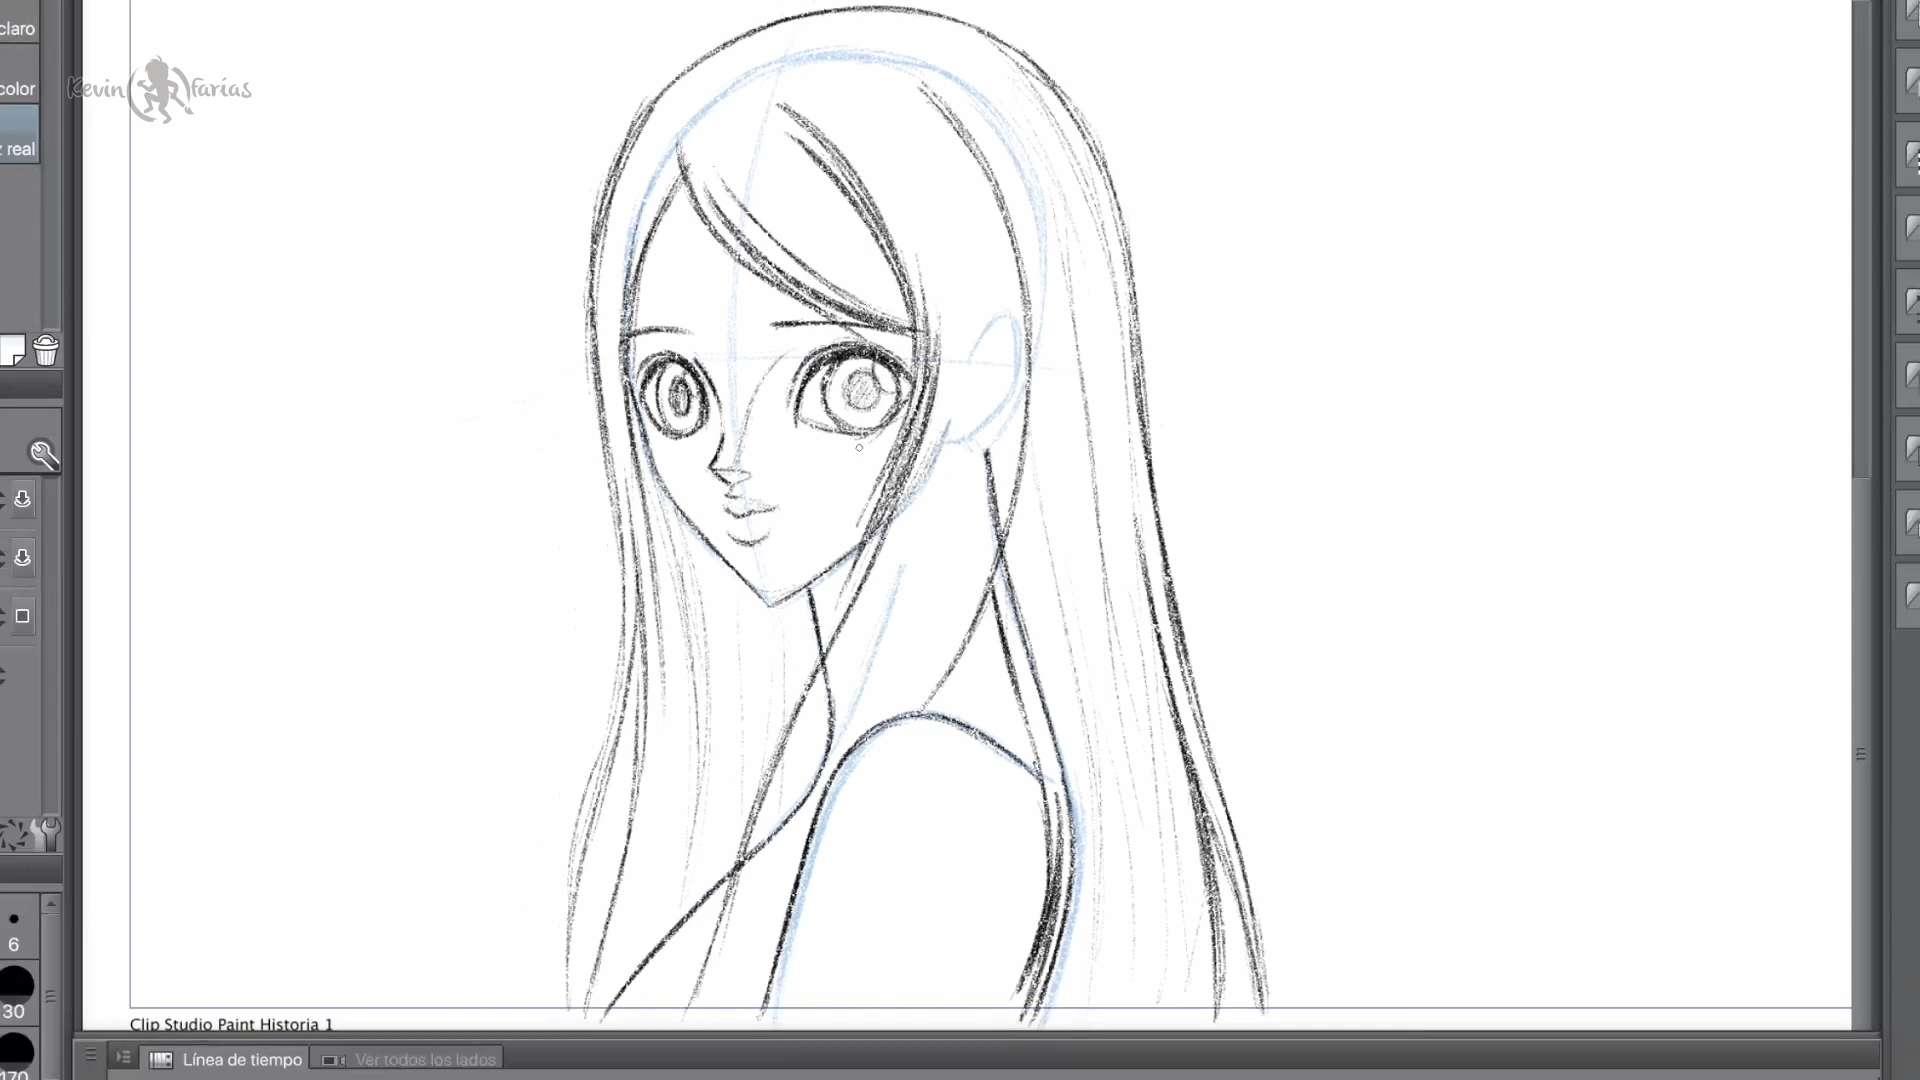 claro
Kevin farías
color
z real
6
30
170
Clip Studio Paint Historia 1
Línea de tiempo
Ver todos los lados